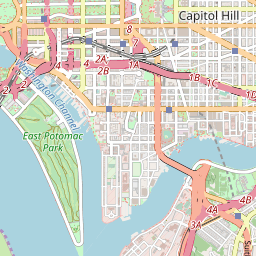 Capitol Hill
8
7
2A
1A
2B
1B
1C
1D
2
Washington
Channel
East Potomac
Park
4A
4B
3A
Suitl